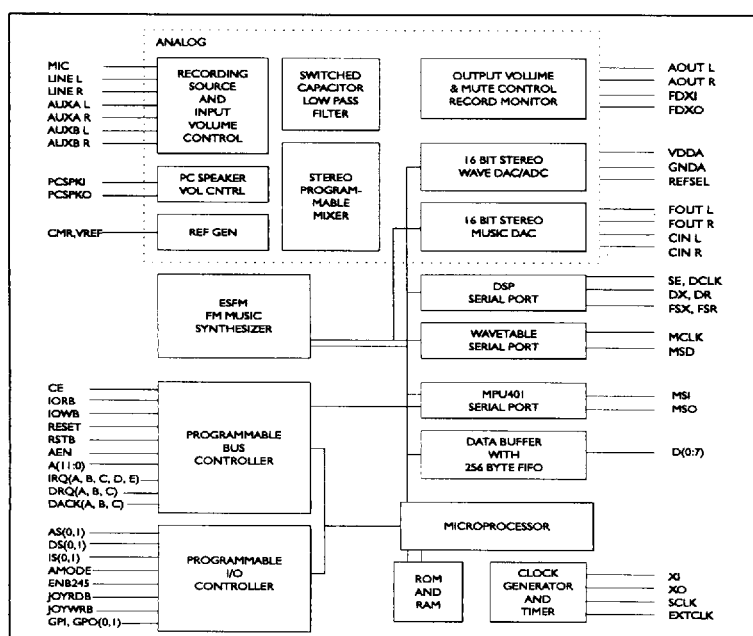 ANALOG
MIC
LINE L
LINE R
AUXA L
AUXA R
AUXB L
AUXB R
RECORDING
SOURCE
AND
INPUT
VOLUME
CONTROL
SWITCHED
CAPACITOR
LOW PASS
FILTER
OUTPUT VOLUME
& MUTE CONTROL
RECORD MONITOR
AOUT L
AOUT R
FDXI
FDXO
PCSPKI
PCSPKO
PC SPEAKER
VOL CNTRL
STEREO
PROGRAM-
MABLE
MIXER
16 BIT STEREO
WAVE DAC/ADC
VDDA
GNDA
REFSEL
CMR,VREF
REF GEN
16 BIT STEREO
MUSIC DAC
FOUT L
FOUT R
CIN L
CIN R
ESFM
FM MUSIC
SYNTHESIZER
DSP
SERIAL PORT
SE, DCLK
DX, DR
FSX, FSR
WAVETABLE
SERIAL PORT
MCLK
MSD
CE
IORB
IOWB
RESET
RSTB
AEN
A(11:0)
IRQ(A, B, C, D, E)
DRQ(A, B, C)
DACK(A, B, C)
PROGRAMMABLE
BUS
CONTROLLER
MPU401
SERIAL PORT
MSI
MSO
DATA BUFFER
WITH
256 BYTE FIFO
D(0:7)
MICROPROCESSOR
AS(0,1)
DS(0,1)
IS(0,1)
AMODE
ENB245
JOYRDB
JOYWRB
GPI, GPO(0,1)
PROGRAMMABLE
I/O
CONTROLLER
ROM
AND
RAM
CLOCK
GENERATOR
AND
TIMER
XI
XO
SCLK
EXTCLK